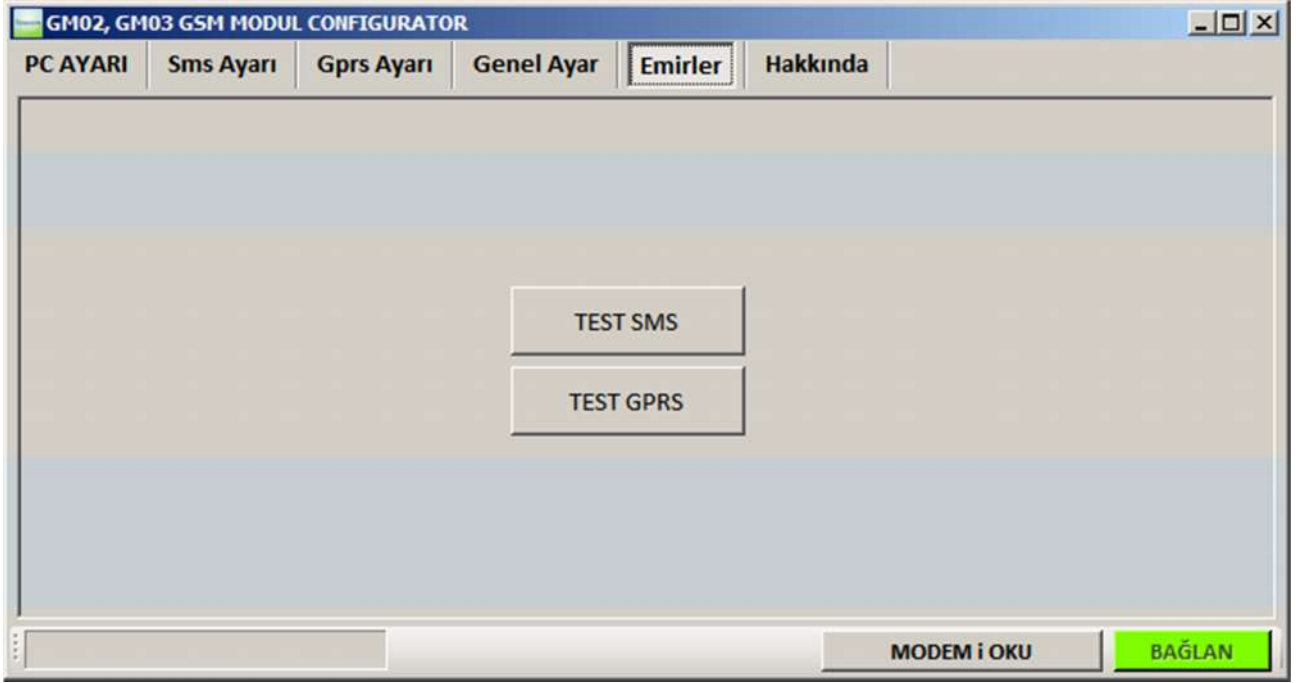 GM02, GM03 GSM MODUL CONFIGURATOR
PC AYARI Sms Ayarı Gprs Ayarı Genel Ayar Emirler Hakkında
TEST SMS
TEST GPRS
MODEM i OKU BAĞLAN